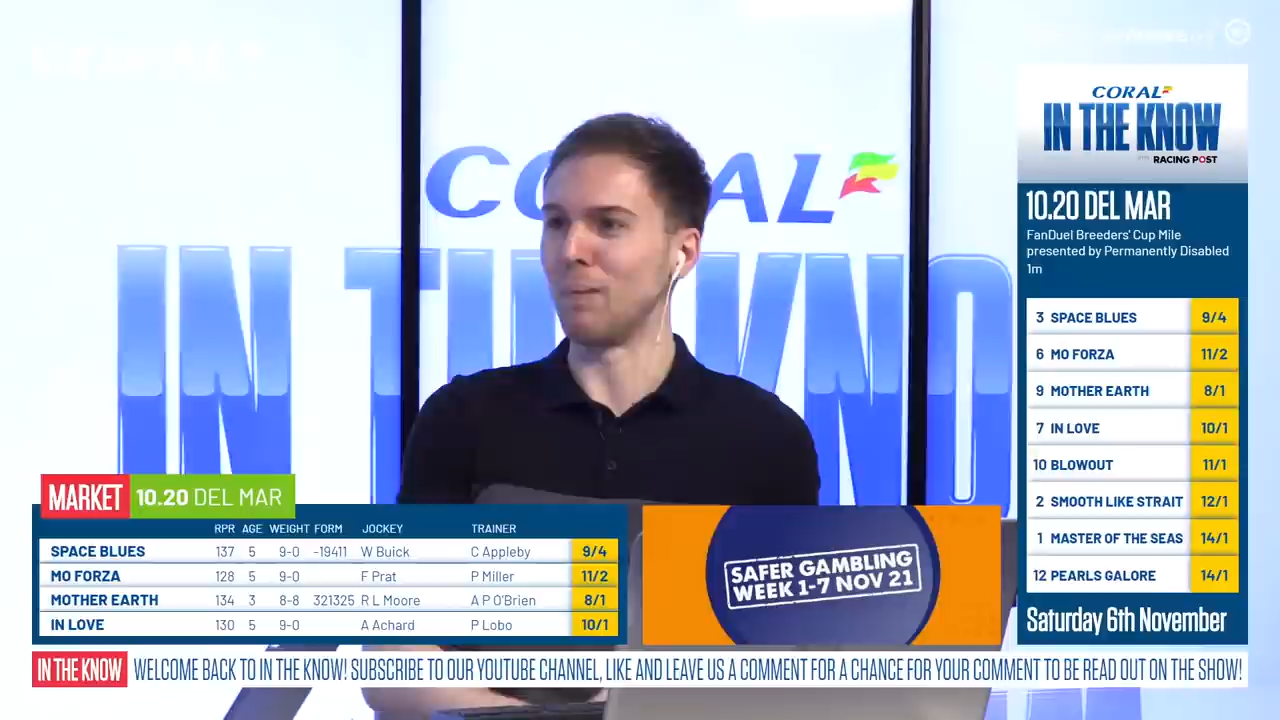 CORAL
IN THE KNO
CORAL
IN THE KNOW
RACING POST
10.20 DEL MAR
FanDuel Breeders' Cup Mile
presented by Permanently Disabled
1m
3 SPACE BLUES 9/4
6 MO FORZA 11/2
9 MOTHER EARTH 8/1
7 IN LOVE 10/1
10 BLOWOUT 11/1
2 SMOOTH LIKE STRAIT 12/1
1 MASTER OF THE SEAS 14/1
12 PEARLS GALORE 14/1
Saturday 6th November
MARKET 10.20 DEL MAR
RPR AGE WEIGHT FORM JOCKEY TRAINER
SPACE BLUES 137 5 9-0 -19411 W Buick C Appleby 9/4
MO FORZA 128 5 9-0 F Prat P Miller 11/2
MOTHER EARTH 134 3 8-8 321325 R L Moore A P O'Brien 8/1
IN LOVE 130 5 9-0 A Achard P Lobo 10/1
SAFER GAMBLING
WEEK 1-7 NOV 21
IN THE KNOW WELCOME BACK TO IN THE KNOW! SUBSCRIBE TO OUR YOUTUBE CHANNEL, LIKE AND LEAVE US A COMMENT FOR A CHANCE FOR YOUR COMMENT TO BE READ OUT ON THE SHOW!